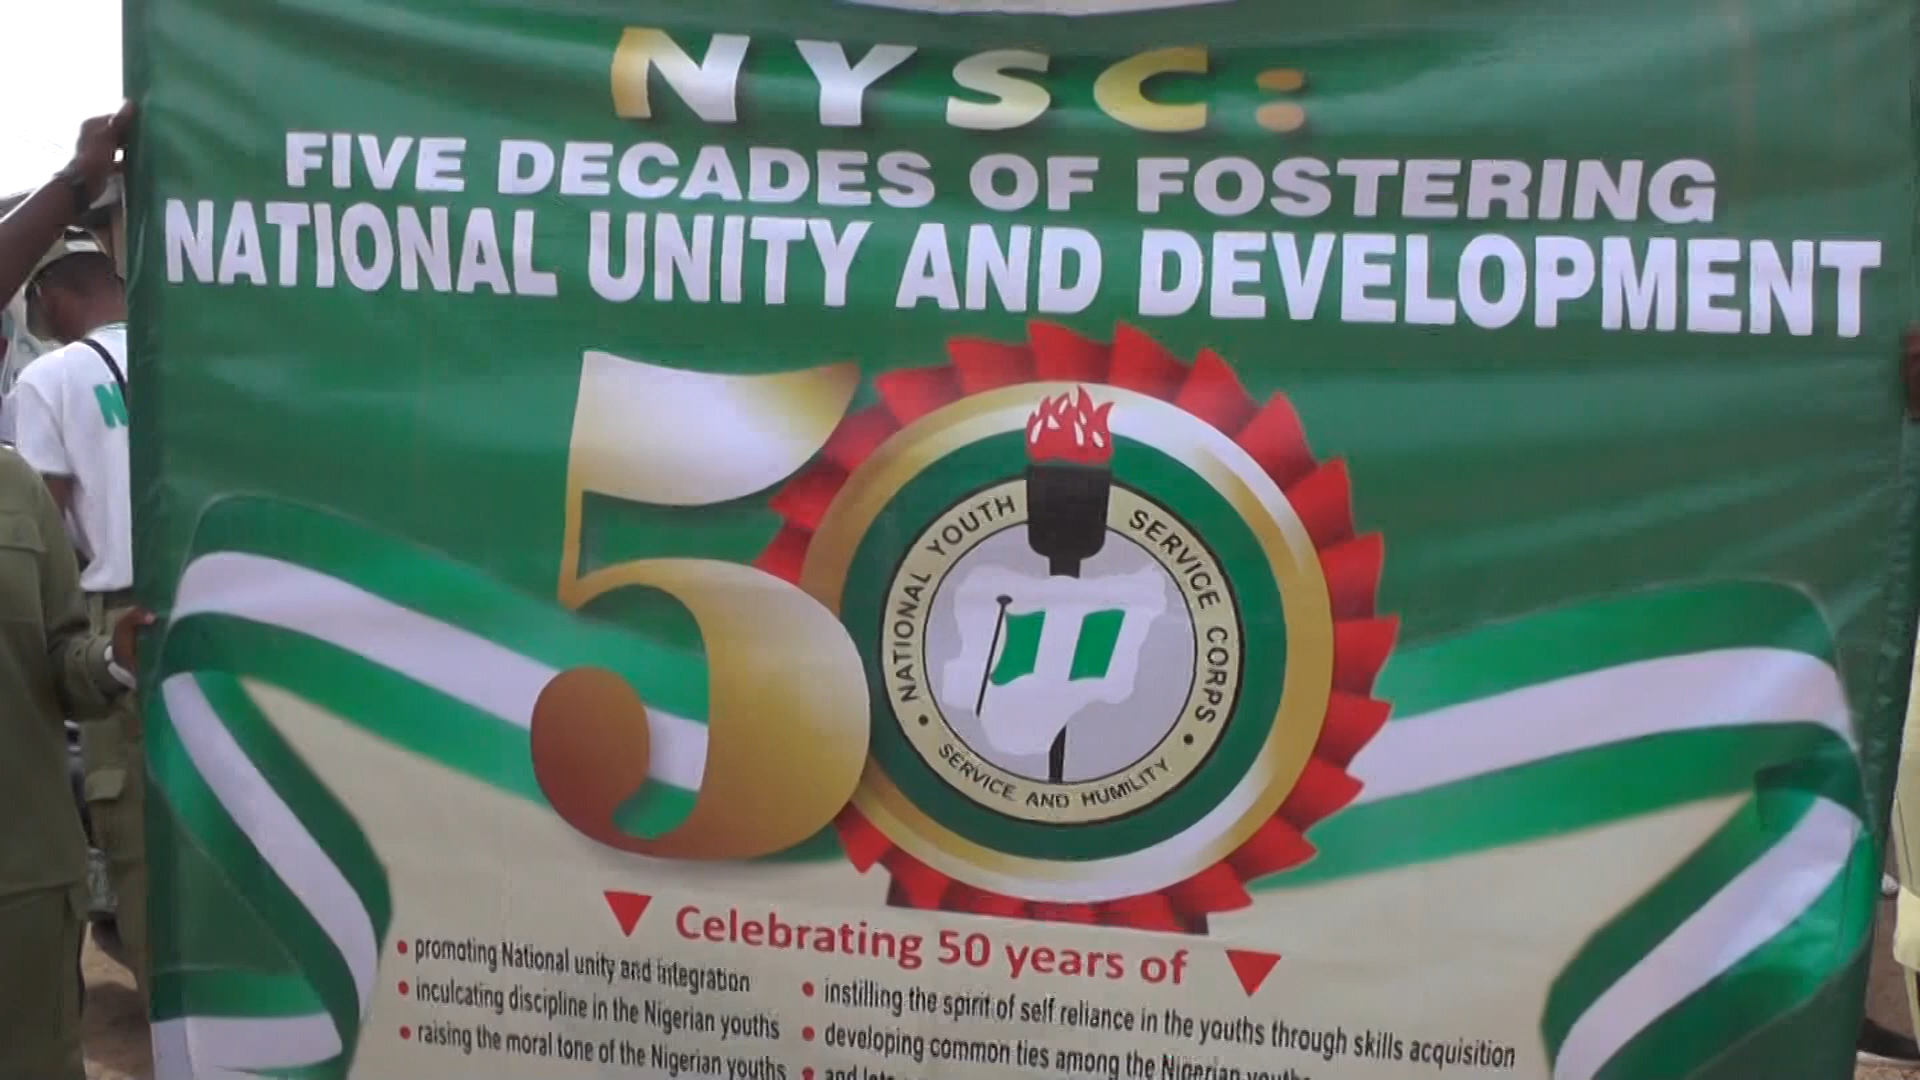 NYSC:
FIVE DECADES OF FOSTERING
NATIONAL UNITY AND DEVELOPMENT
50
NATIONAL YOUTH SERVICE CORPS
SERVICE AND HUMILITY
Celebrating 50 years of
• promoting National unity and integration
• inculcating discipline in the Nigerian youths
• raising the moral tone of the Nigerian youths
• instilling the spirit of self reliance in the youths through skills acquisition
• developing common ties among the Nigerian youths
• and
N